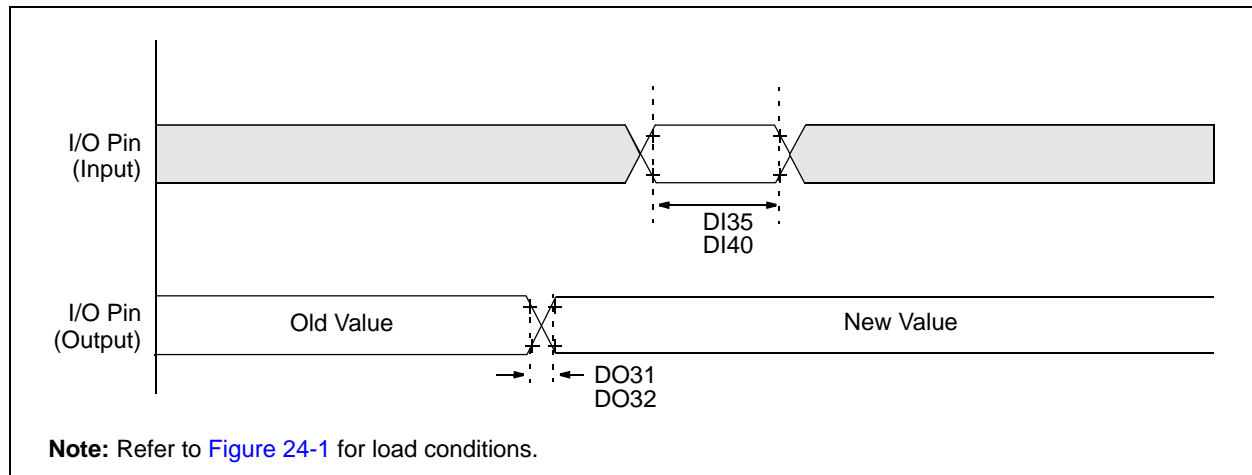 I/O Pin
(Input)
DI35
DI40
I/O Pin
(Output)
Old Value
New Value
DO31
DO32
Note: Refer to Figure 24-1 for load conditions.